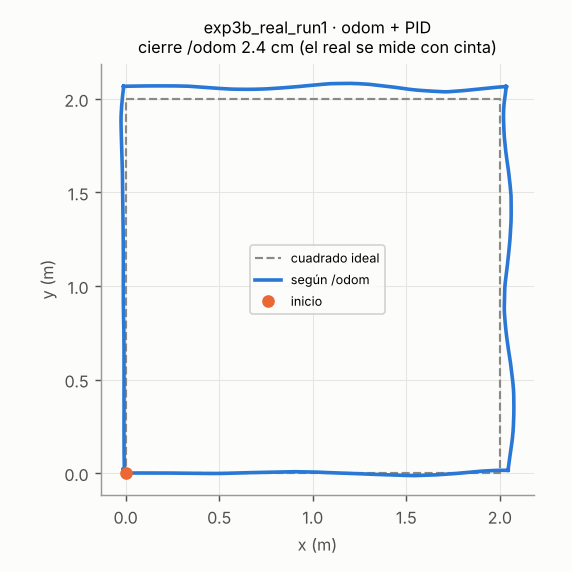 exp3b_real_run1 · odom + PID
cierre /odom 2.4 cm (el real se mide con cinta)
2.0
1.5
1.0
0.5
0.0
y (m)
cuadrado ideal
según /odom
inicio
0.0
0.5
1.0
1.5
2.0
x (m)